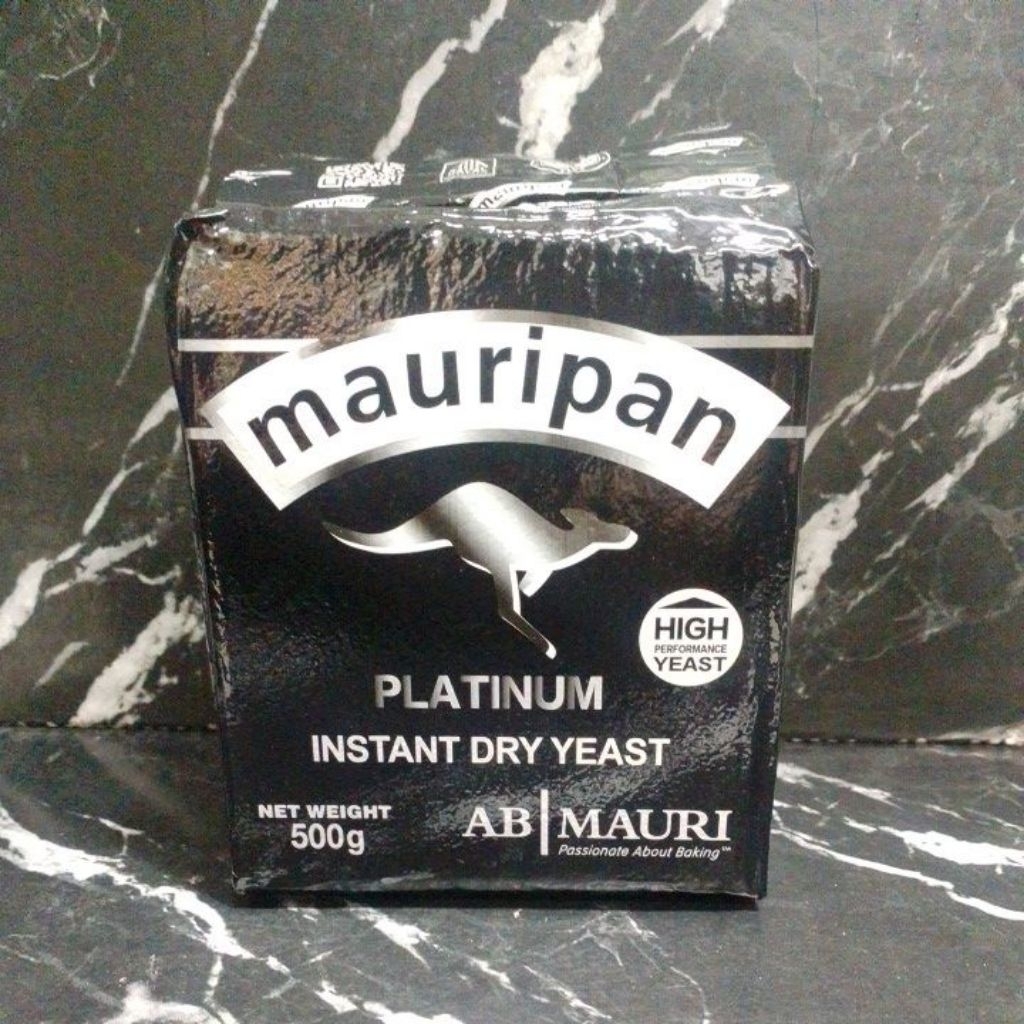 mauripan
HIGH
PERFORMANCE
YEAST
PLATINUM
INSTANT DRY YEAST
NET WEIGHT
500g
AB | MAURI
Passionate About Baking™